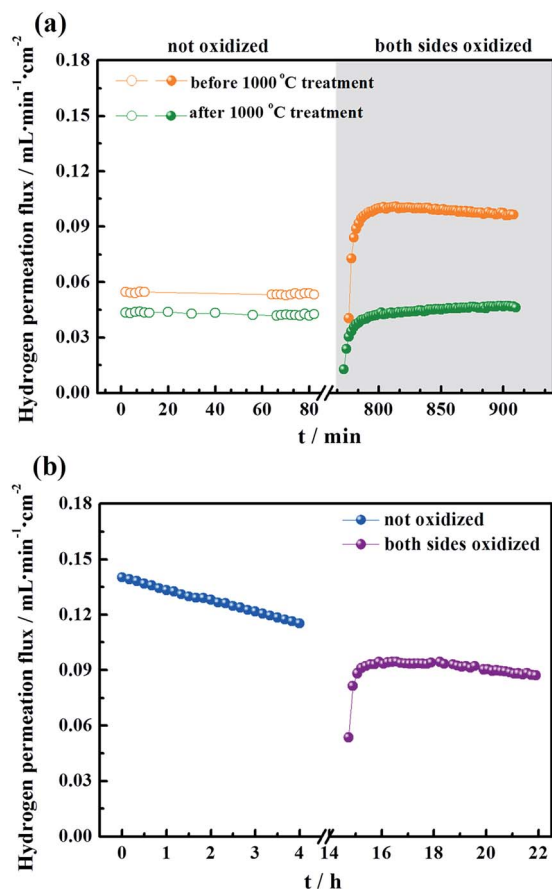 (a)
not oxidized both sides oxidized
0.18
before 1000 °C treatment
after 1000 °C treatment
0.15
0.12
0.09
0.06
0.03
0.00
Hydrogen permeation flux / mL·min⁻¹·cm⁻²
0 20 40 60 80 800 850 900
t / min
(b)
0.18
not oxidized
both sides oxidized
0.15
0.12
0.09
0.06
0.03
0.00
Hydrogen permeation flux / mL·min⁻¹·cm⁻²
0 1 2 3 4 14 16 18 20 22
t / h